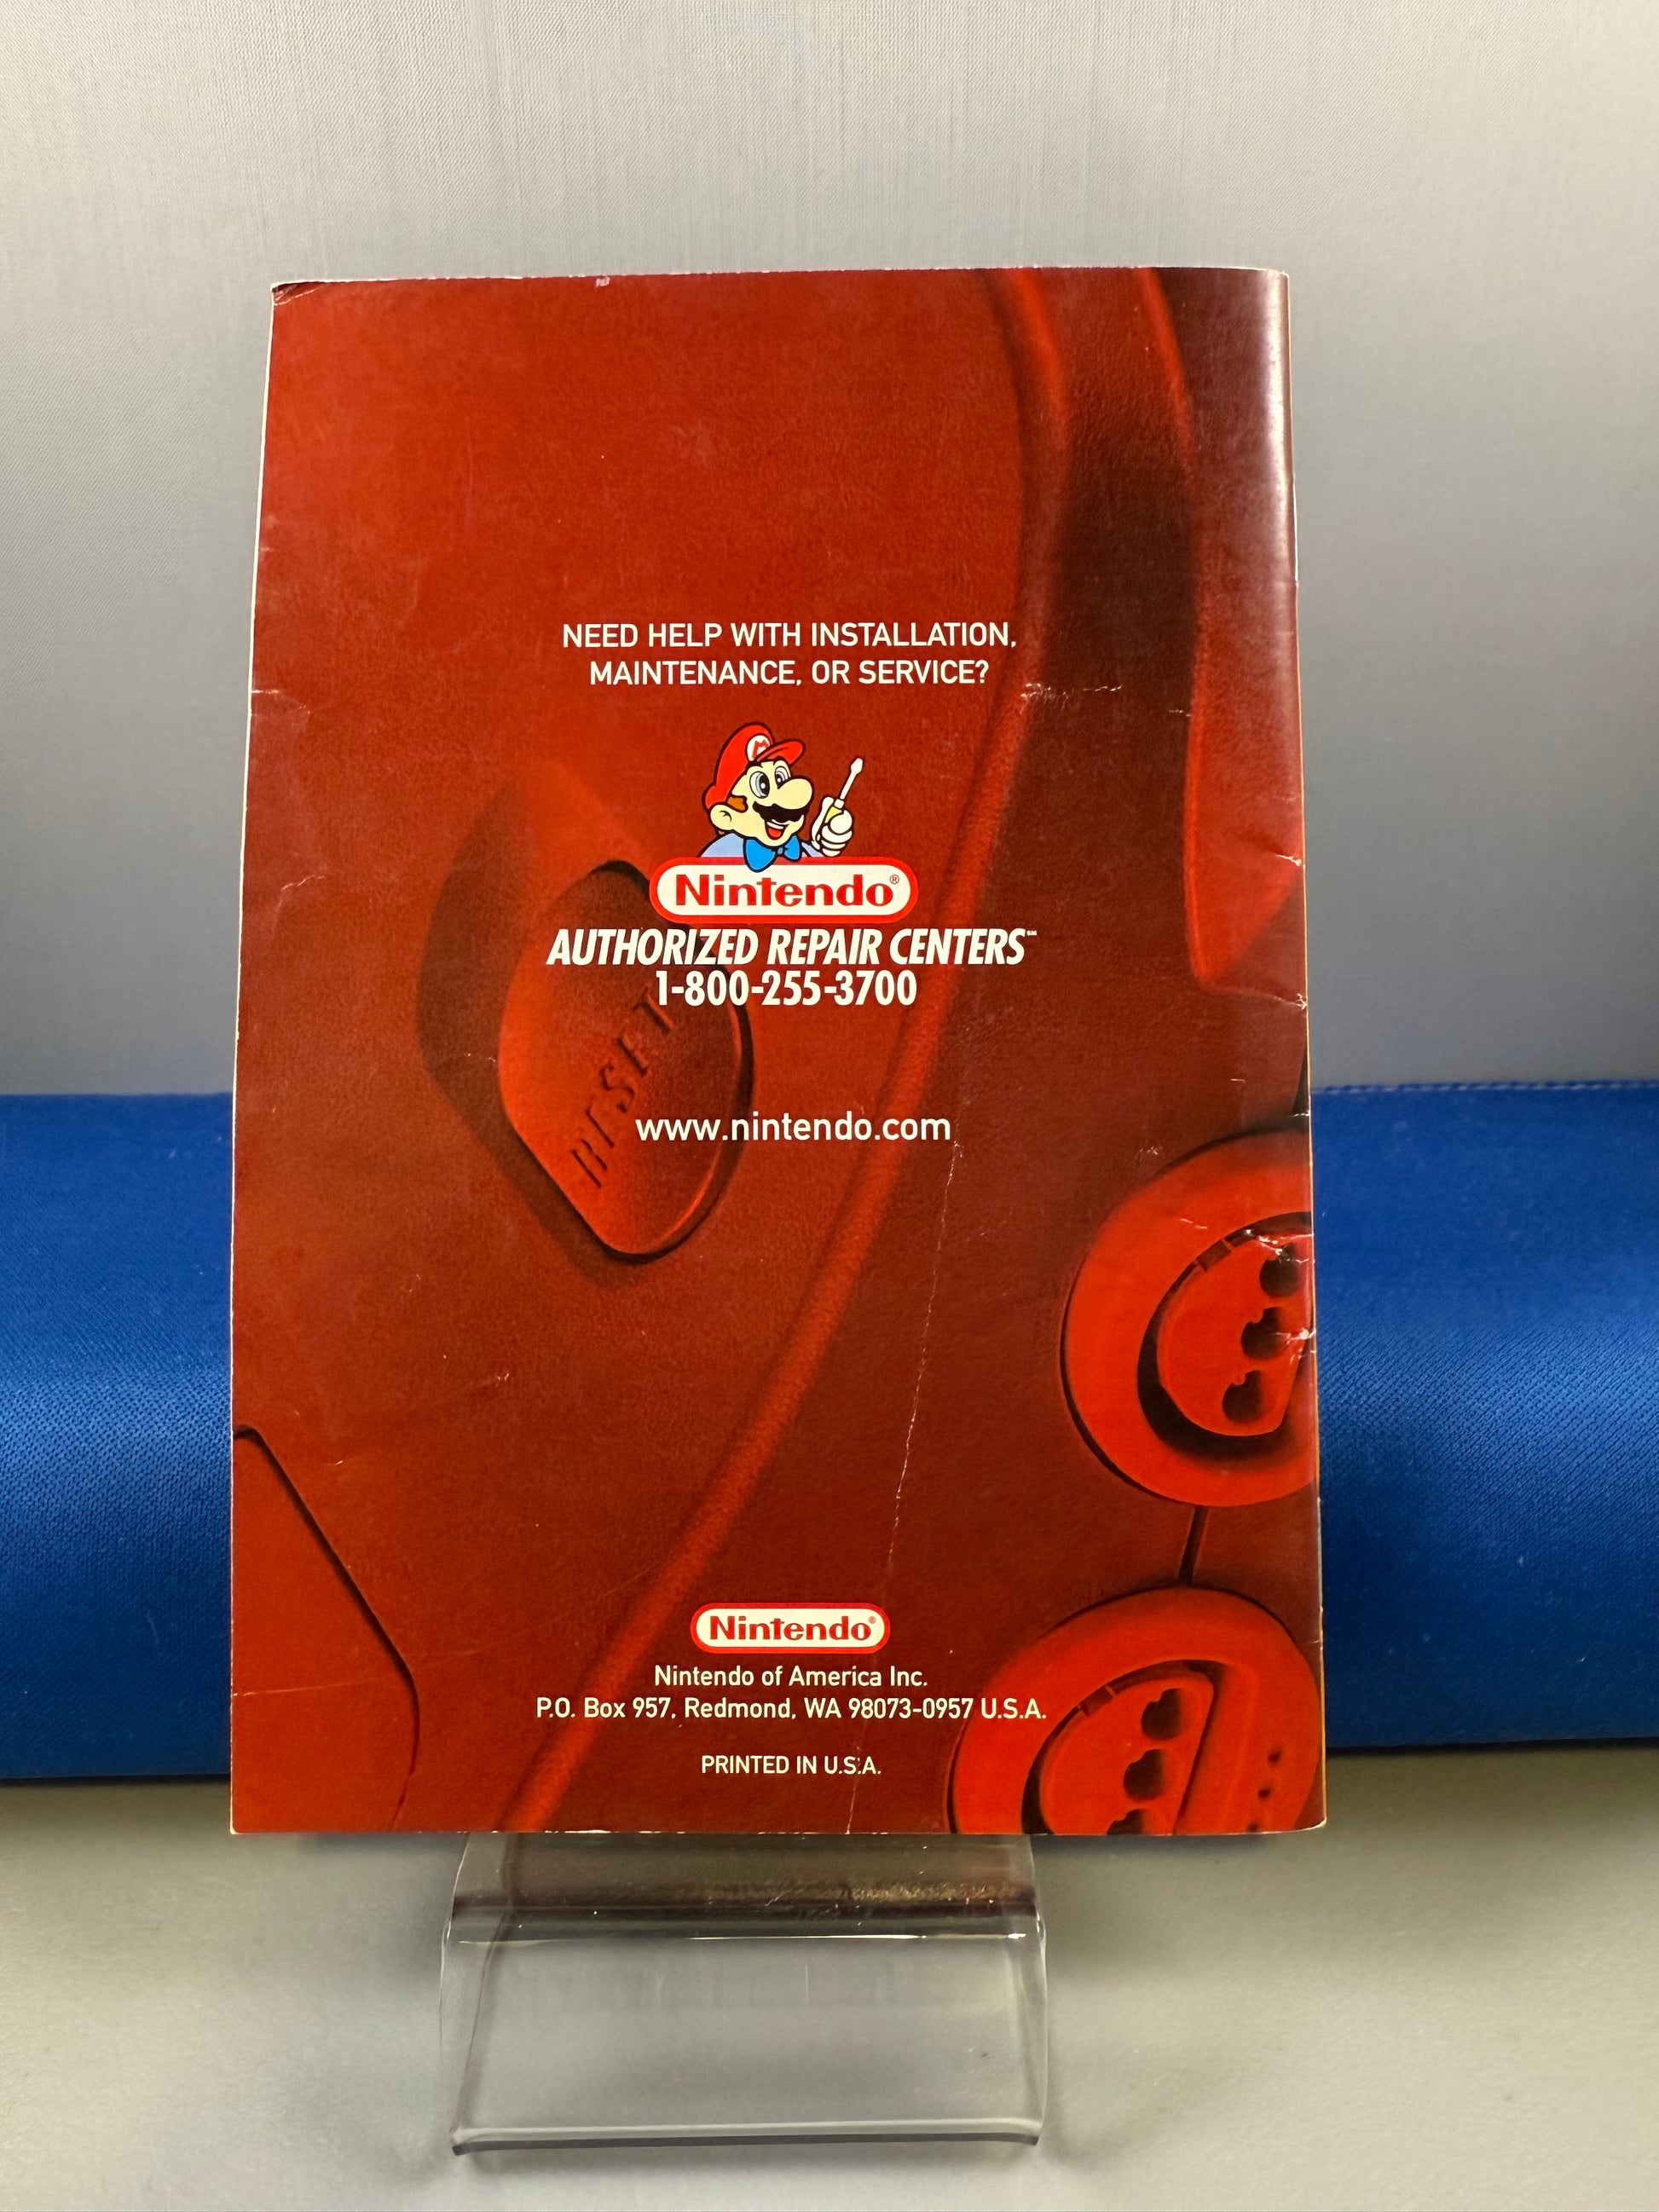 NEED HELP WITH INSTALLATION,
MAINTENANCE, OR SERVICE?
M
Nintendo®
AUTHORIZED REPAIR CENTERS℠
1-800-255-3700
RESET
www.nintendo.com
Nintendo®
Nintendo of America Inc.
P.O. Box 957, Redmond, WA 98073-0957 U.S.A.
PRINTED IN U.S.A.